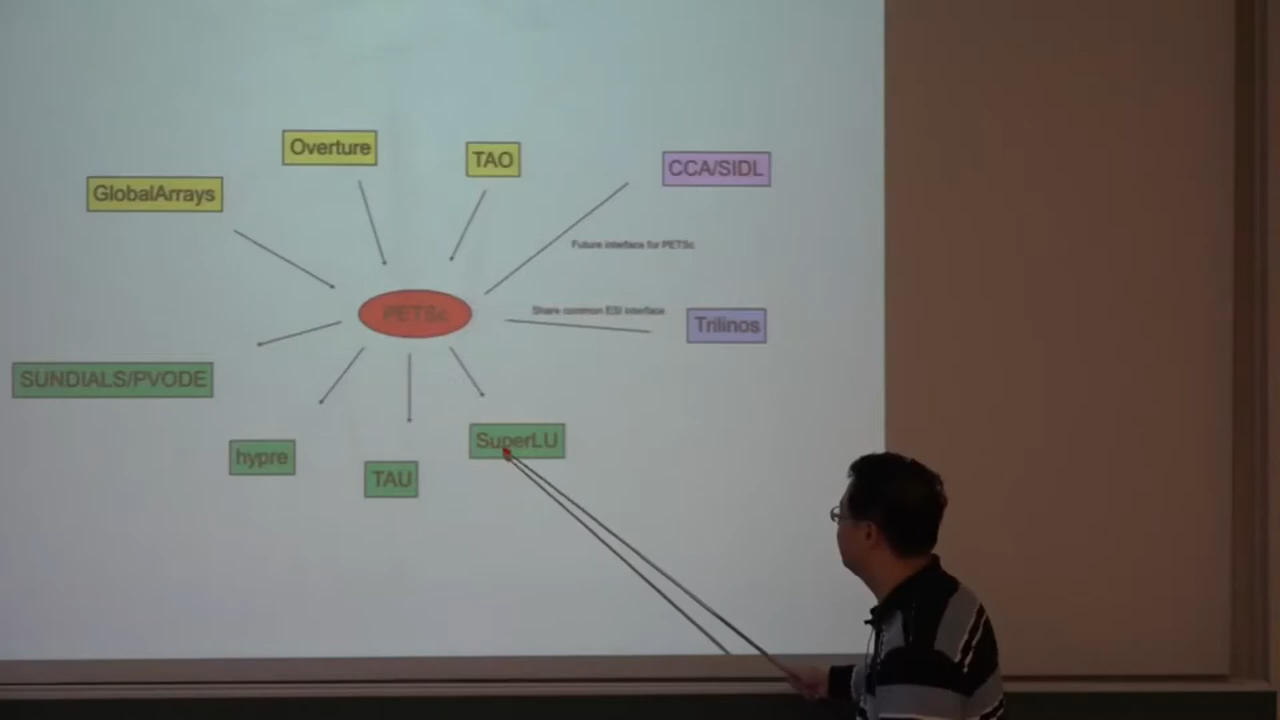 Overture
TAO
CCA/SIDL
GlobalArrays
Future interface for PETSc
PETSc
Share common ESI interface
Trilinos
SUNDIALS/PVODE
hypre
TAU
SuperLU